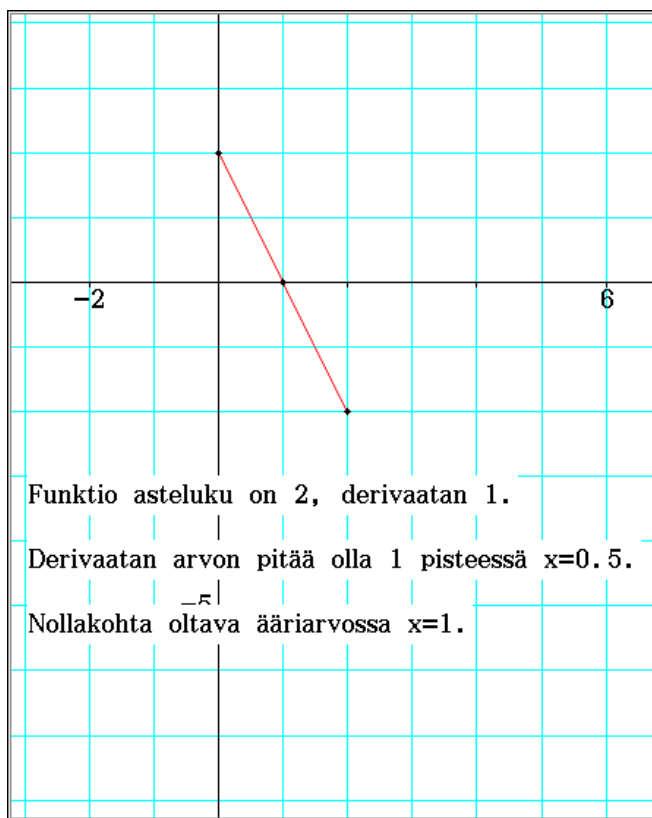 −2 6
Funktio asteluku on 2, derivaatan 1.
Derivaatan arvon pitää olla 1 pisteessä x=0.5.
−5
Nollakohta oltava ääriarvossa x=1.